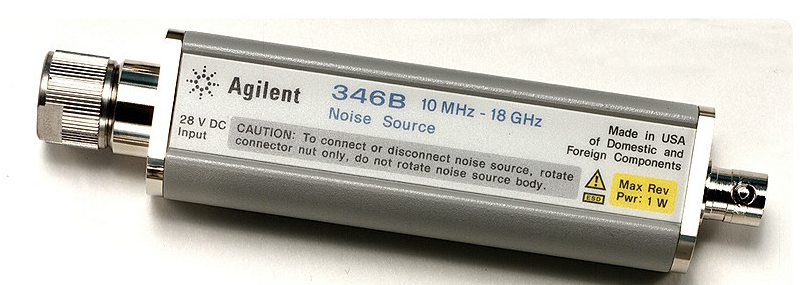 Agilent
346B 10 MHz - 18 GHz
Noise Source
28 V DC
Input
CAUTION: To connect or disconnect noise source, rotate
connector nut only, do not rotate noise source body.
Made in USA
of Domestic and
Foreign Components
ESD
Max Rev
Pwr: 1 W